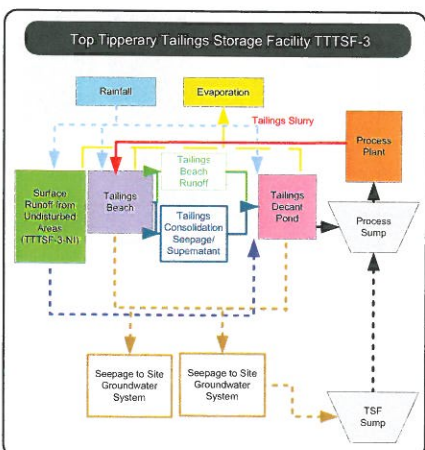 Top Tipperary Tailings Storage Facility TTTSF-3
Rainfall
Evaporation
Tailings Slurry
Process
Plant
Tailings
Beach
Runoff
Surface
Runoff from
Undisturbed
Areas
(TTTSF-3-NI)
Tailings
Beach
Tailings
Decant
Pond
Tailings
Consolidation
Seepage/
Supernatant
Process
Sump
Seepage to Site
Groundwater
System
Seepage to Site
Groundwater
System
TSF
Sump